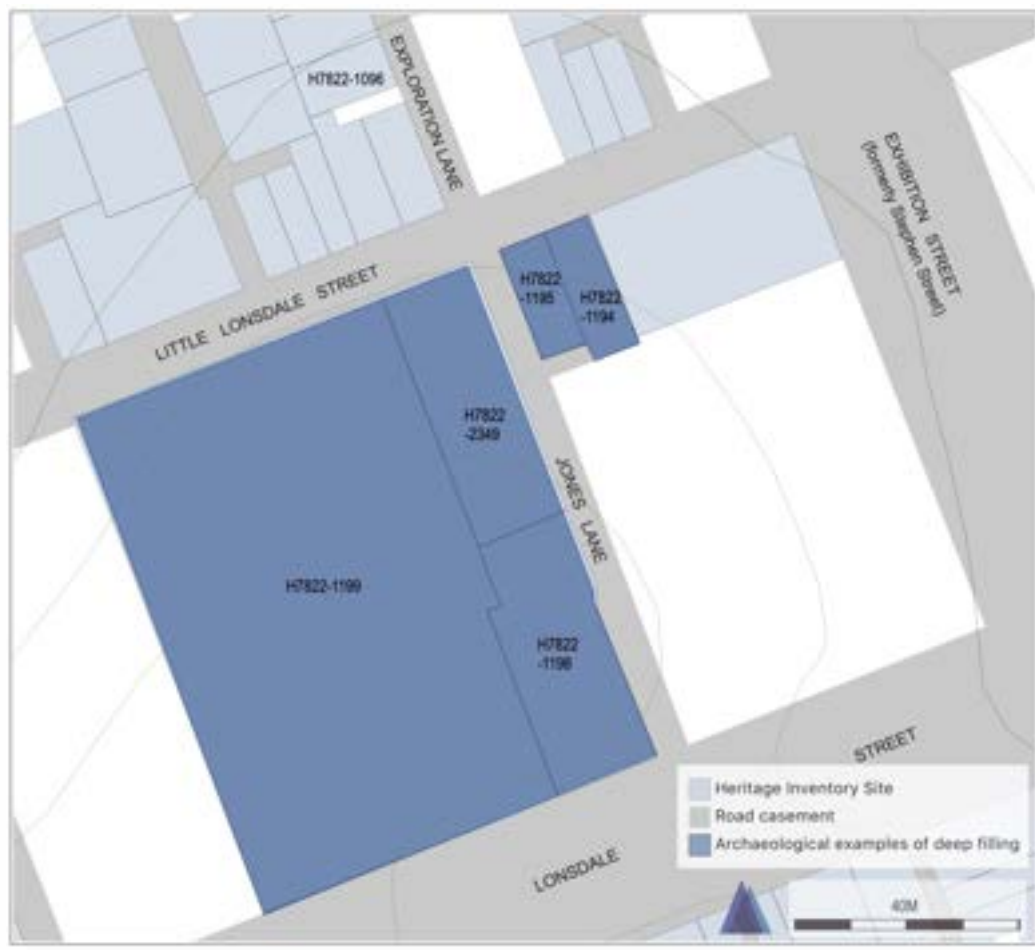 EXPLORATION LANE
H7822-1096
EXHIBITION STREET
(formerly Stephen Street)
H7822
-1195
H7822
-1194
LITTLE LONSDALE STREET
H7822
-2349
JONES LANE
H7822-1199
H7822
-1198
STREET
LONSDALE
Heritage Inventory Site
Road casement
Archaeological examples of deep filling
40M